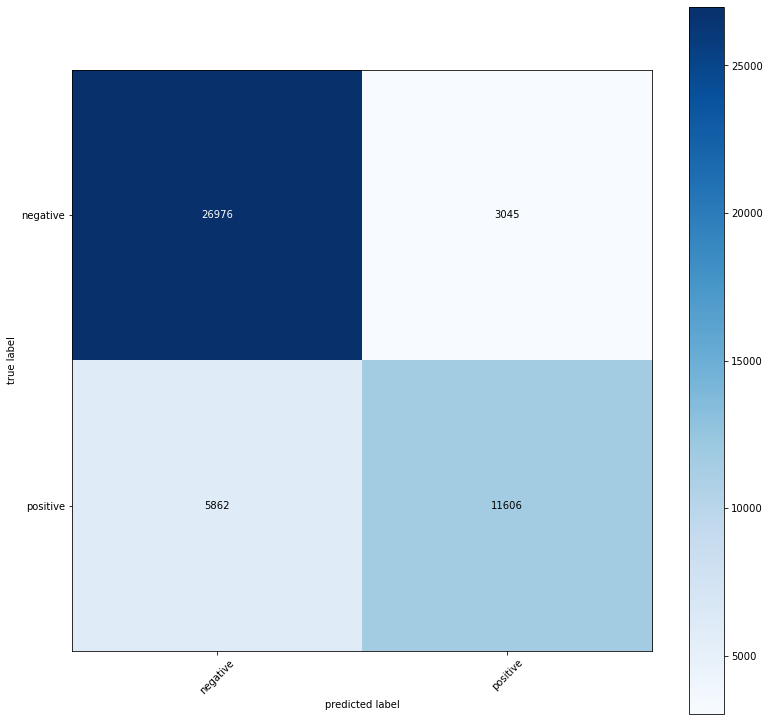 negative
26976
3045
true label
positive
5862
11606
negative
positive
predicted label
25000
20000
15000
10000
5000